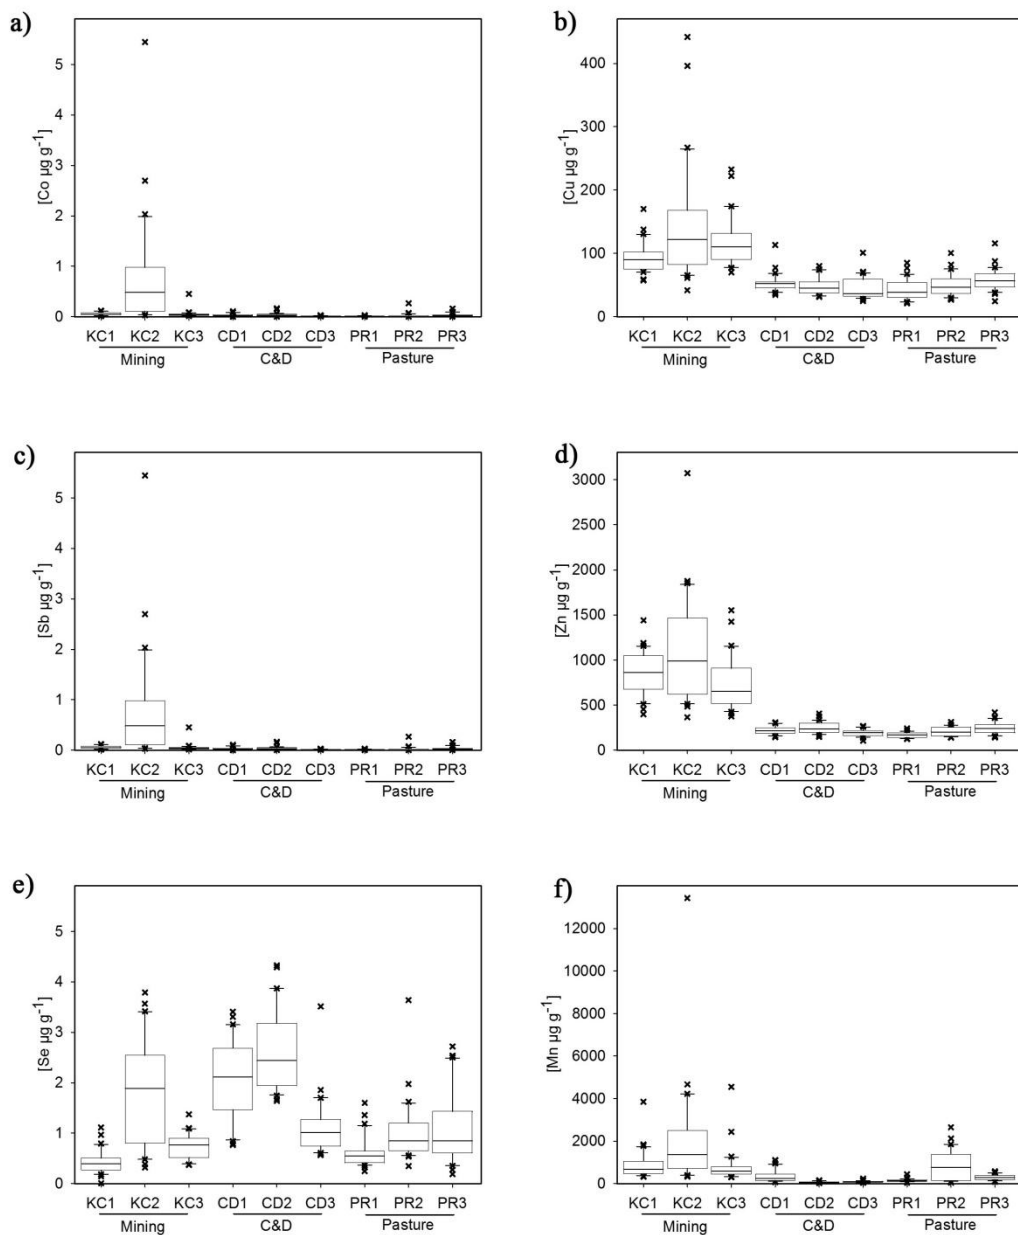 a)
[Co µg g⁻¹]
5
4
3
2
1
0
KC1 KC2 KC3 CD1 CD2 CD3 PR1 PR2 PR3
Mining C&D Pasture
b)
[Cu µg g⁻¹]
400
300
200
100
0
KC1 KC2 KC3 CD1 CD2 CD3 PR1 PR2 PR3
Mining C&D Pasture
c)
[Sb µg g⁻¹]
5
4
3
2
1
0
KC1 KC2 KC3 CD1 CD2 CD3 PR1 PR2 PR3
Mining C&D Pasture
d)
[Zn µg g⁻¹]
3000
2500
2000
1500
1000
500
0
KC1 KC2 KC3 CD1 CD2 CD3 PR1 PR2 PR3
Mining C&D Pasture
e)
[Se µg g⁻¹]
5
4
3
2
1
0
KC1 KC2 KC3 CD1 CD2 CD3 PR1 PR2 PR3
Mining C&D Pasture
f)
[Mn µg g⁻¹]
12000
10000
8000
6000
4000
2000
0
KC1 KC2 KC3 CD1 CD2 CD3 PR1 PR2 PR3
Mining C&D Pasture